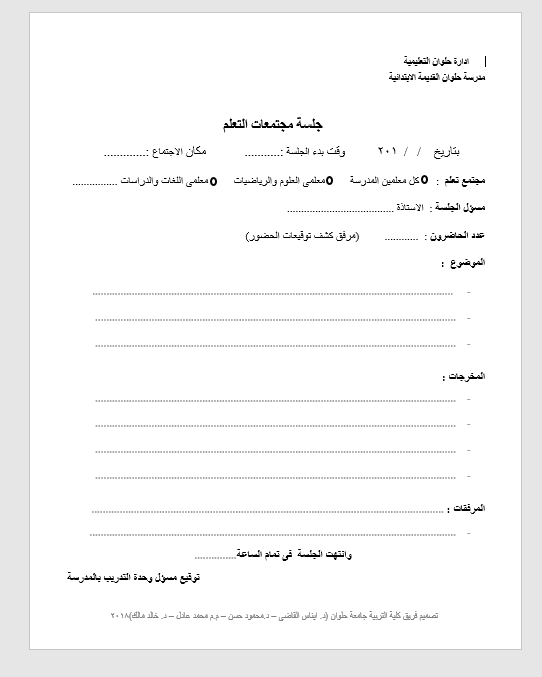 ادارة حلوان التعليمية
مدرسة حلوان القديمة الابتدائية
جلسة مجتمعات التعلم
بتاريخ / / ٢٠١ وقت بدء الجلسة :............ مكان الاجتماع :.............
مجتمع تعلم : O كل معلمين المدرسة O معلمى العلوم والرياضيات O معلمى اللغات والدراسات ................
مسؤل الجلسة : الاستاذة ......................................
عدد الحاضرون : ............ (مرفق كشف توقيعات الحضور)
الموضوع :
- ................................................................................
- ................................................................................
- ................................................................................
المخرجات :
- ................................................................................
- ................................................................................
- ................................................................................
- ................................................................................
المرفقات : ................................................................................
- ................................................................................
وانتهت الجلسة فى تمام الساعة...............
توقيع مسؤل وحدة التدريب بالمدرسة
تصميم فريق كلية التربية جامعة حلوان (د. ايناس القاضى – د.محمود حسن – م.م محمد عادل – د. خالد مالك)٢٠١٨